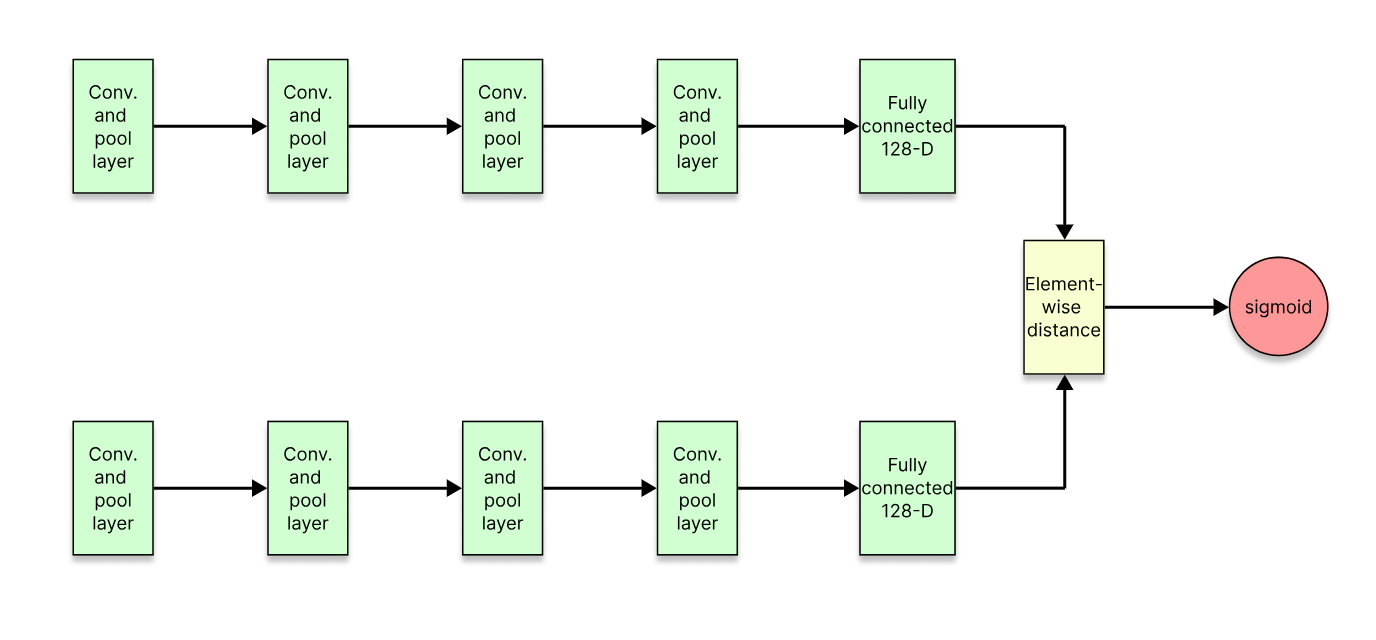 Conv.
and
pool
layer
Conv.
and
pool
layer
Conv.
and
pool
layer
Conv.
and
pool
layer
Fully
connected
128-D
Element-
wise
distance
sigmoid
Conv.
and
pool
layer
Conv.
and
pool
layer
Conv.
and
pool
layer
Conv.
and
pool
layer
Fully
connected
128-D